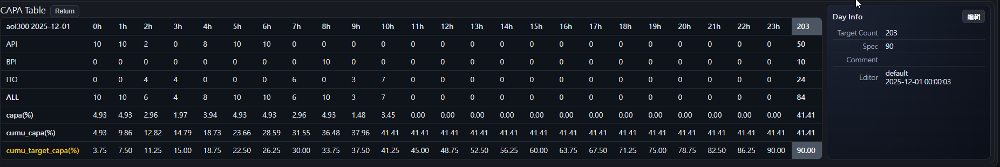 CAPA Table Return
aoi300 2025-12-01 0h 1h 2h 3h 4h 5h 6h 7h 8h 9h 10h 11h 12h 13h 14h 15h 16h 17h 18h 19h 20h 21h 22h 23h 203
API 10 10 2 0 8 10 10 0 0 0 0 0 0 0 0 0 0 0 0 0 0 0 0 0 50
BPI 0 0 0 0 0 0 0 0 10 0 0 0 0 0 0 0 0 0 0 0 0 0 0 0 10
ITO 0 0 4 4 0 0 0 6 0 3 7 0 0 0 0 0 0 0 0 0 0 0 0 0 24
ALL 10 10 6 4 8 10 10 6 10 3 7 0 0 0 0 0 0 0 0 0 0 0 0 0 84
capa(%) 4.93 4.93 2.96 1.97 3.94 4.93 4.93 2.96 4.93 1.48 3.45 0.00 0.00 0.00 0.00 0.00 0.00 0.00 0.00 0.00 0.00 0.00 0.00 0.00 41.41
cumu_capa(%) 4.93 9.86 12.82 14.79 18.73 23.66 28.59 31.55 36.48 37.96 41.41 41.41 41.41 41.41 41.41 41.41 41.41 41.41 41.41 41.41 41.41 41.41 41.41 41.41 41.41
cumu_target_capa(%) 3.75 7.50 11.25 15.00 18.75 22.50 26.25 30.00 33.75 37.50 41.25 45.00 48.75 52.50 56.25 60.00 63.75 67.50 71.25 75.00 78.75 82.50 86.25 90.00 90.00
Day Info 編輯
Target Count 203
Spec 90
Comment
Editor default
2025-12-01 00:00:03